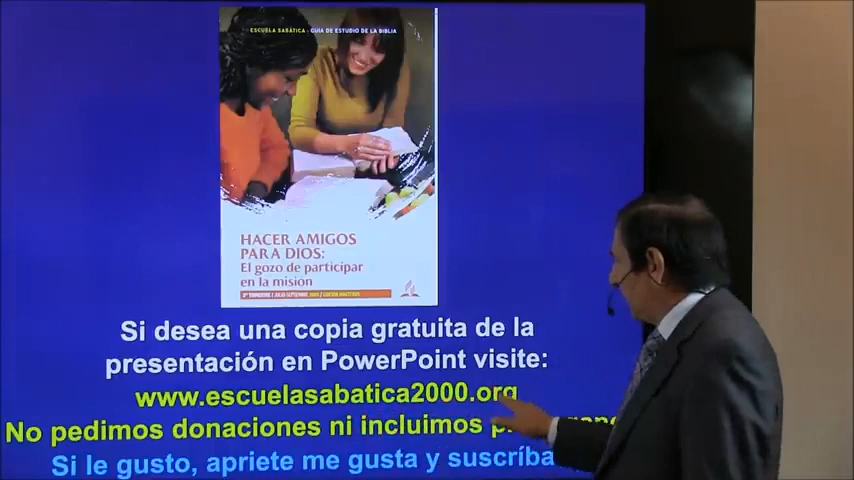 ESCUELA SABÁTICA - GUÍA DE ESTUDIO DE LA BIBLIA
HACER AMIGOS
PARA DIOS:
El gozo de participar
en la mision
Si desea una copia gratuita de la
presentación en PowerPoint visite:
www.escuelasabatica2000.org
No pedimos donaciones ni incluimos
Si le gusto, apriete me gusta y suscríba